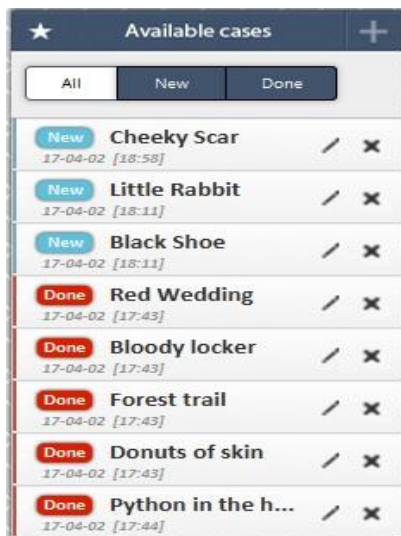 Available cases
All New Done
New Cheeky Scar
17-04-02 [18:58]
New Little Rabbit
17-04-02 [18:11]
New Black Shoe
17-04-02 [18:11]
Done Red Wedding
17-04-02 [17:43]
Done Bloody locker
17-04-02 [17:43]
Done Forest trail
17-04-02 [17:43]
Done Donuts of skin
17-04-02 [17:43]
Done Python in the h...
17-04-02 [17:44]